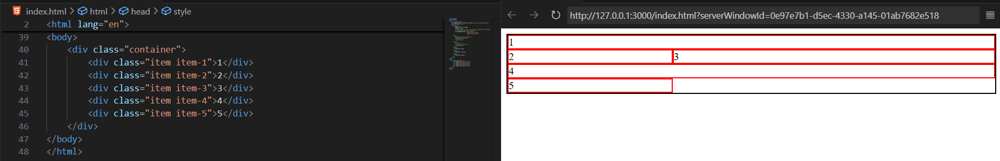 index.html > html > head > style
2 <html lang="en">
39 <body>
40 <div class="container">
41 <div class="item item-1">1</div>
42 <div class="item item-2">2</div>
43 <div class="item item-3">3</div>
44 <div class="item item-4">4</div>
45 <div class="item item-5">5</div>
46 </div>
47 </body>
48 </html>
http://127.0.0.1:3000/index.html?serverWindowId=0e97e7b1-d5ec-4330-a145-01ab7682e518
1
2 3
4
5